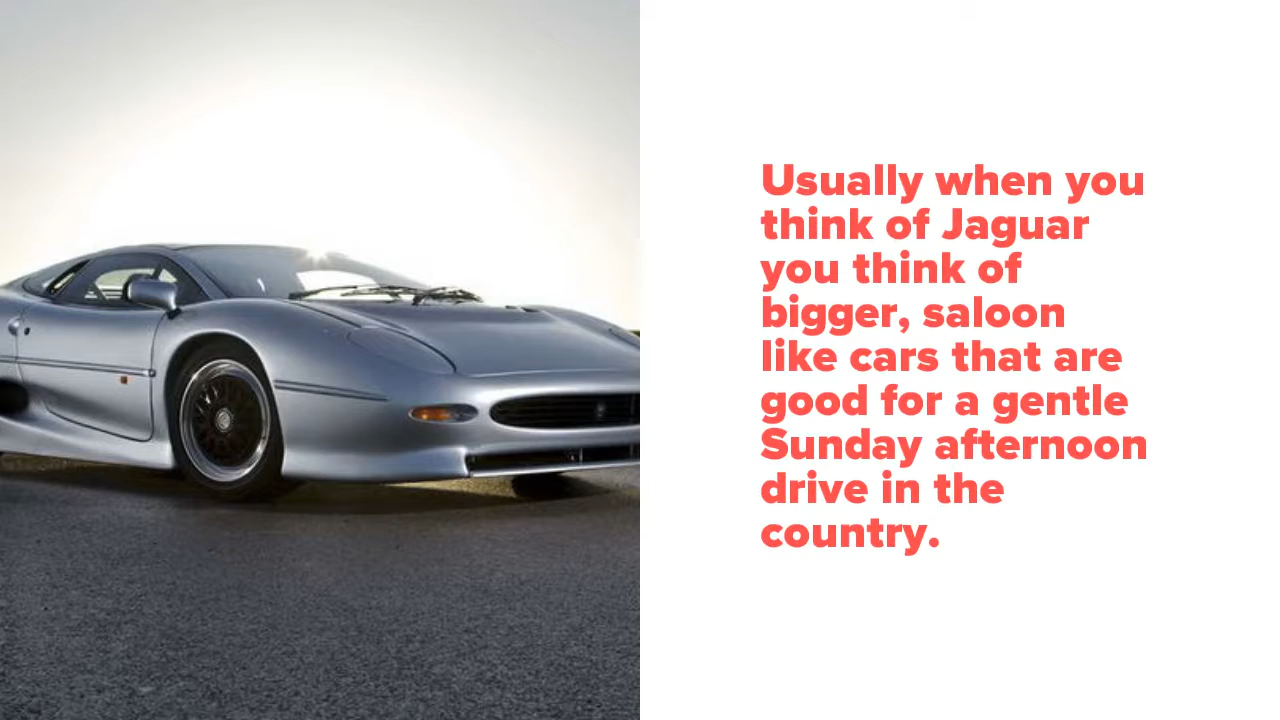 Usually when you
think of Jaguar
you think of
bigger, saloon
like cars that are
good for a gentle
Sunday afternoon
drive in the
country.